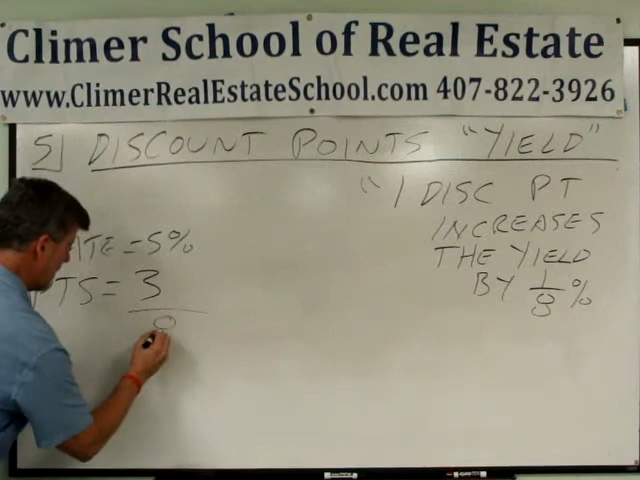 Climer School of Real Estate
www.ClimerRealEstateSchool.com 407-822-3926
5] DISCOUNT POINTS "YIELD"
"1 DISC PT
INCREASES
THE YIELD
BY 1/8 %
ATE = 5%
PTS = 3